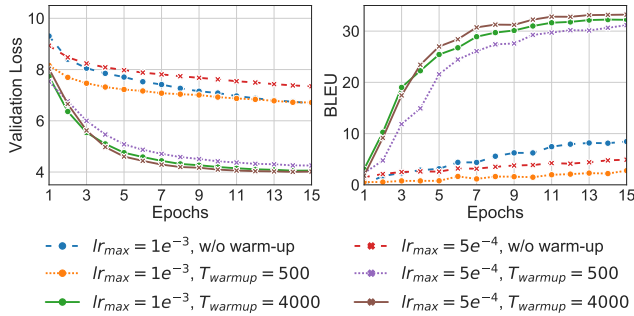 10
8
6
4
Validation Loss
1 3 5 7 9 11 13 15
Epochs
30
20
10
0
BLEU
1 3 5 7 9 11 13 15
Epochs
lr_max = 1e^−3, w/o warm-up
lr_max = 1e^−3, T_warmup = 500
lr_max = 1e^−3, T_warmup = 4000
lr_max = 5e^−4, w/o warm-up
lr_max = 5e^−4, T_warmup = 500
lr_max = 5e^−4, T_warmup = 4000